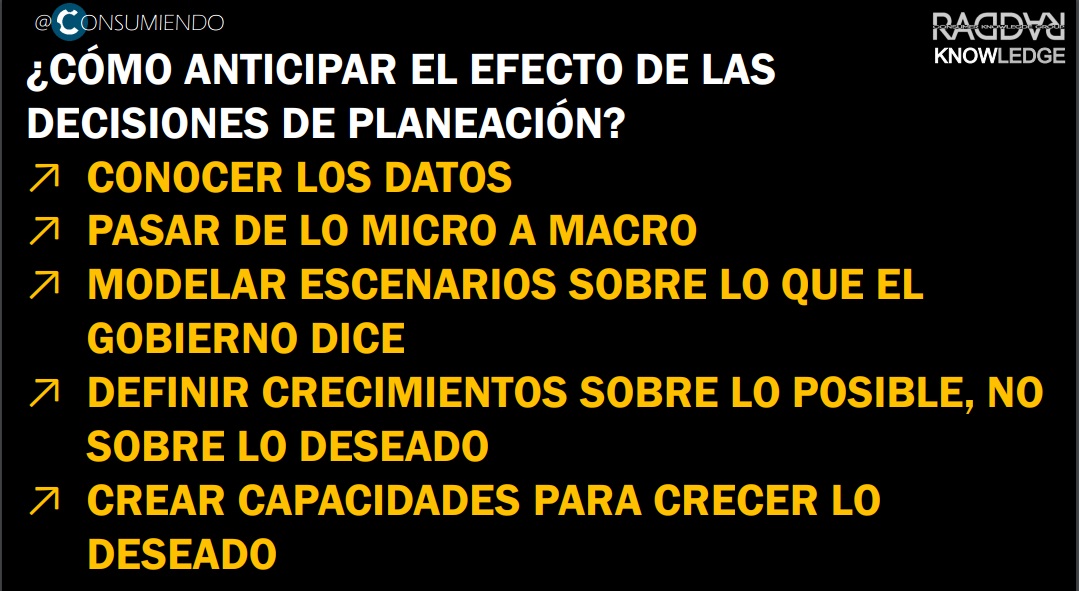 @CONSUMIENDO
RADDAR
CONSUMER KNOWLEDGE GROUP
KNOWLEDGE
¿CÓMO ANTICIPAR EL EFECTO DE LAS
DECISIONES DE PLANEACIÓN?
↗ CONOCER LOS DATOS
↗ PASAR DE LO MICRO A MACRO
↗ MODELAR ESCENARIOS SOBRE LO QUE EL
GOBIERNO DICE
↗ DEFINIR CRECIMIENTOS SOBRE LO POSIBLE, NO
SOBRE LO DESEADO
↗ CREAR CAPACIDADES PARA CRECER LO
DESEADO